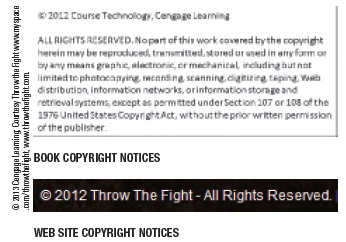 © 2012 Course Technology, Cengage Learning
ALL RIGHTS RESERVED. No part of this work covered by the copyright
herein may be reproduced, transmitted, stored or used in any form or
by any means graphic, electronic, or mechanical, including but not
limited to photocopying, recording, scanning, digitizing, taping, Web
distribution, information networks, or information storage and
retrieval systems, except as permitted under Section 107 or 108 of the
1976 United States Copyright Act, without the prior written permission
of the publisher.
BOOK COPYRIGHT NOTICES
© 2012 Throw The Fight - All Rights Reserved.
WEB SITE COPYRIGHT NOTICES
© 2013 Cengage Learning; Courtesy Throw the Fight/www.myspace
.com/throwthefight, www.throwthefight.com.